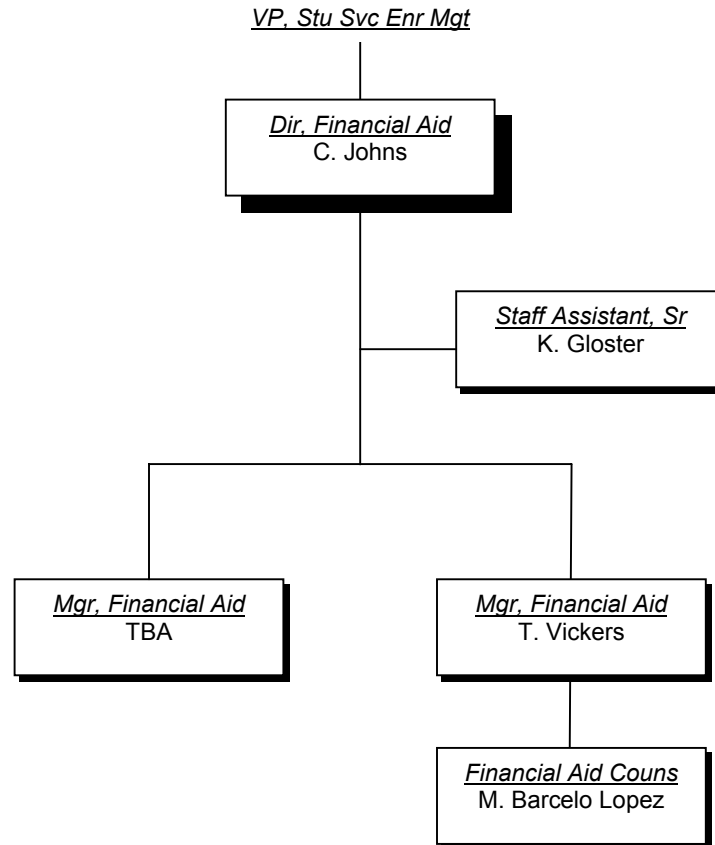 VP, Stu Svc Enr Mgt
Dir, Financial Aid
C. Johns
Staff Assistant, Sr
K. Gloster
Mgr, Financial Aid
TBA
Mgr, Financial Aid
T. Vickers
Financial Aid Couns
M. Barcelo Lopez